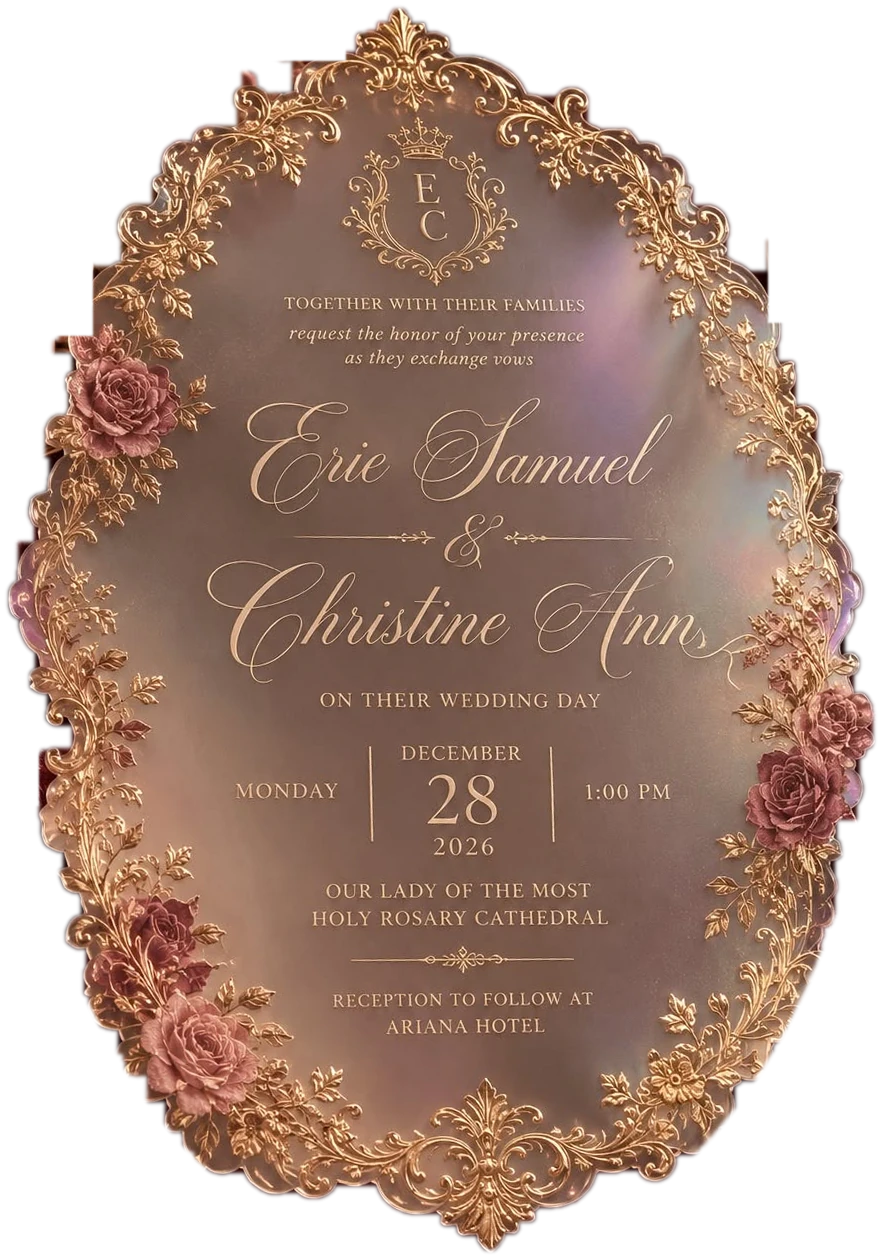 E
C
TOGETHER WITH THEIR FAMILIES
request the honor of your presence
as they exchange vows
Eric Samuel
&
Christine Ann
ON THEIR WEDDING DAY
MONDAY
DECEMBER
28
2026
1:00 PM
OUR LADY OF THE MOST
HOLY ROSARY CATHEDRAL
RECEPTION TO FOLLOW AT
ARIANA HOTEL